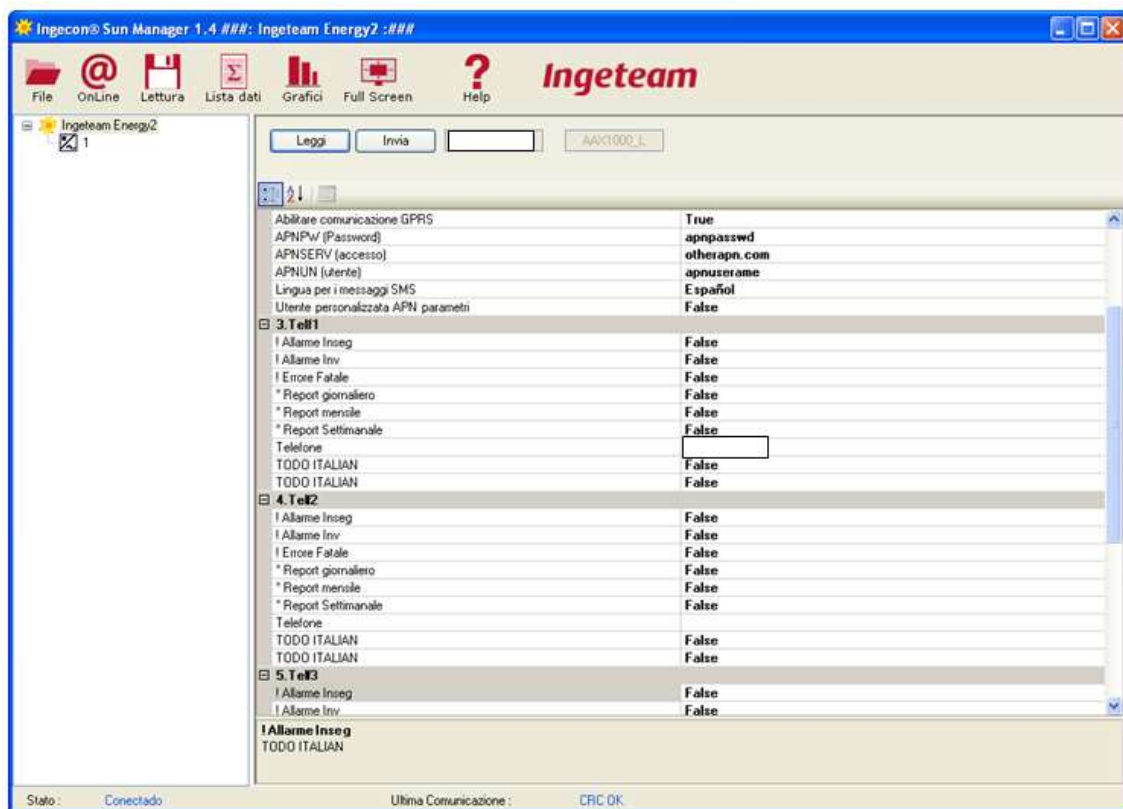 Ingecon® Sun Manager 1.4 ###: Ingeteam Energy2 :###
File OnLine Lettura Lista dati Grafici Full Screen Help Ingeteam
Ingeteam Energy2
1
Leggi Invia AAX1000_L
Abilitare comunicazione GPRS True
APNPW (Password) apnpasswd
APNSERV (accesso) otherapn.com
APNUN (utente) apnuserame
Lingua per i messaggi SMS Español
Utente personalizzata APN parametri False
3.Telf1
! Allarme Inseg False
! Allarme Inv False
! Errore Fatale False
* Report giornaliero False
* Report mensile False
* Report Settimanale False
Telefone
TODO ITALIAN False
TODO ITALIAN False
4.Telf2
! Allarme Inseg False
! Allarme Inv False
! Errore Fatale False
* Report giornaliero False
* Report mensile False
* Report Settimanale False
Telefone
TODO ITALIAN False
TODO ITALIAN False
5.Telf3
! Allarme Inseg False
! Allarme Inv False
! Allarme Inseg
TODO ITALIAN
Stato : Conectado Ultima Comunicazione : CRC OK